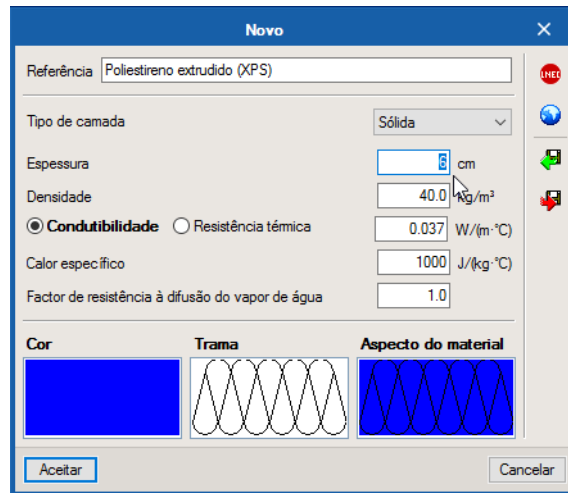 Novo
Referência Poliestireno extrudido (XPS)
LNEC
Tipo de camada Sólida
Espessura 6 cm
Densidade 40.0 kg/m³
Condutibilidade Resistência térmica 0.037 W/(m·°C)
Calor específico 1000 J/(kg·°C)
Factor de resistência à difusão do vapor de água 1.0
Cor Trama Aspecto do material
Aceitar Cancelar